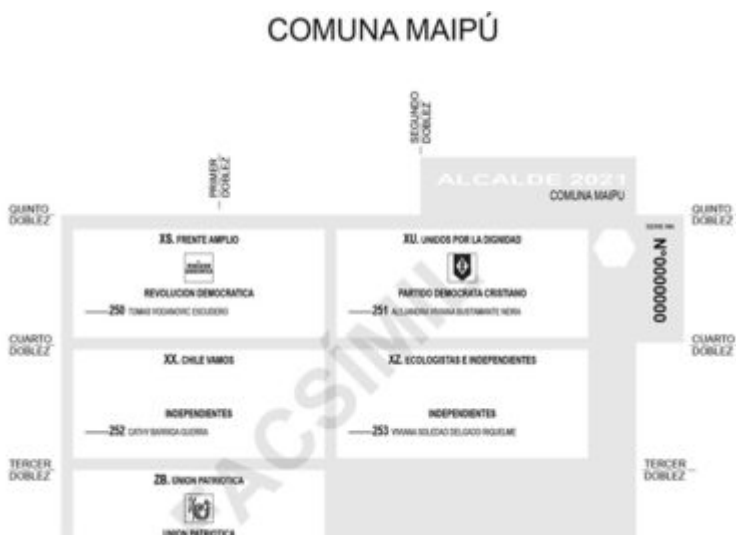 COMUNA MAIPÚ
SEGUNDO
DOBLEZ
PRIMER
DOBLEZ
ALCALDE 2021
COMUNA MAIPU
QUINTO
DOBLEZ
QUINTO
DOBLEZ
XS. FRENTE AMPLIO
REVOLUCION DEMOCRATICA
250 TOMAS VODANOVIC ESCUDERO
XU. UNIDOS POR LA DIGNIDAD
PARTIDO DEMOCRATA CRISTIANO
251 ALEJANDRA VIVIANA BUSTAMANTE NEIRA
N°0000000
CUARTO
DOBLEZ
CUARTO
DOBLEZ
XX. CHILE VAMOS
INDEPENDIENTES
252 CATHY BARRIGA GUERRA
XZ. ECOLOGISTAS E INDEPENDIENTES
INDEPENDIENTES
253 VIVIANA SOLEDAD DELGADO RIQUELME
TERCER
DOBLEZ
TERCER
DOBLEZ
ZB. UNION PATRIOTICA
UNION PATRIOTICA
FACSÍMIL